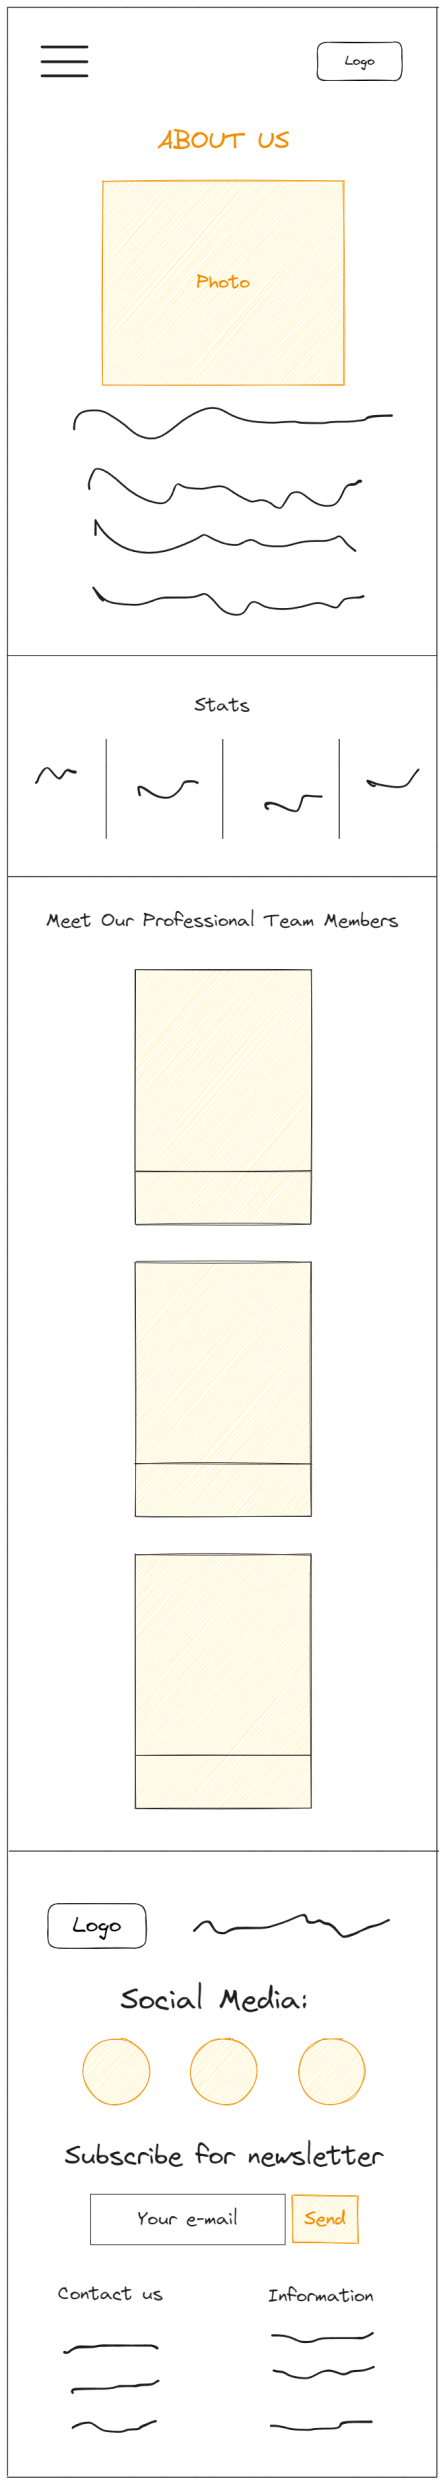 Logo
ABOUT US
Photo
Stats
Meet Our Professional Team Members
Logo
Social Media:
Subscribe for newsletter
Your e-mail Send
Contact us Information